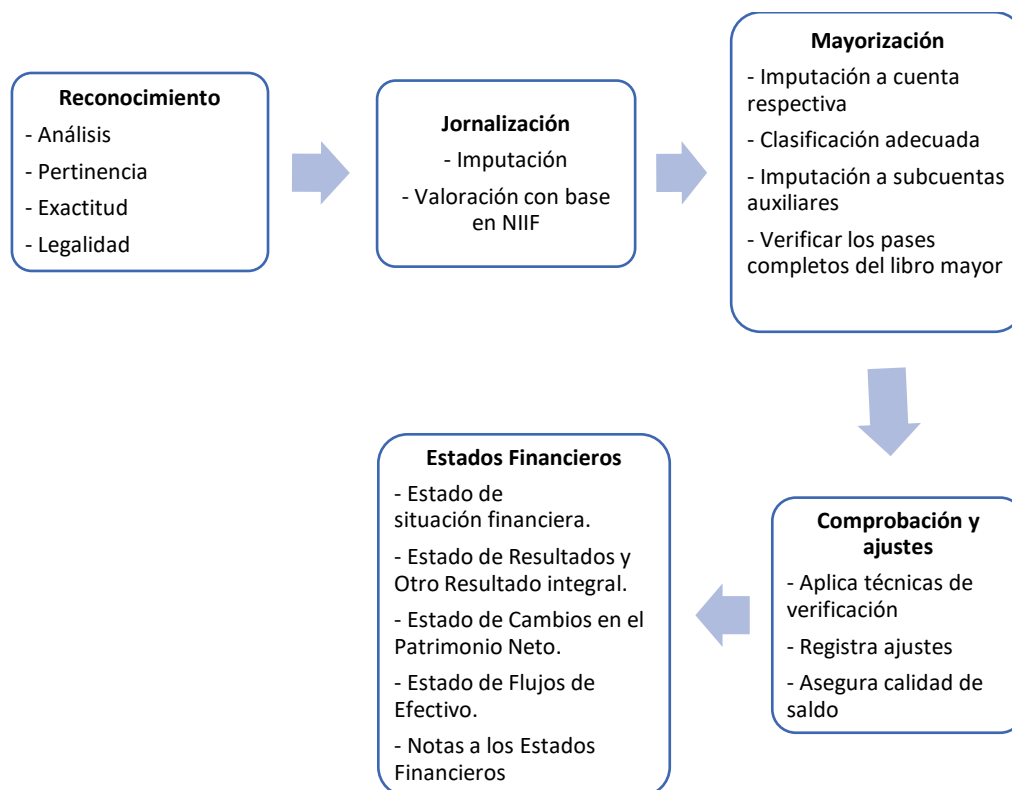 Reconocimiento
- Análisis
- Pertinencia
- Exactitud
- Legalidad
Jornalización
- Imputación
- Valoración con base
en NIIF
Mayorización
- Imputación a cuenta
respectiva
- Clasificación adecuada
- Imputación a subcuentas
auxiliares
- Verificar los pases
completos del libro mayor
Comprobación y
ajustes
- Aplica técnicas de
verificación
- Registra ajustes
- Asegura calidad de
saldo
Estados Financieros
- Estado de
situación financiera.
- Estado de Resultados y
Otro Resultado integral.
- Estado de Cambios en el
Patrimonio Neto.
- Estado de Flujos de
Efectivo.
- Notas a los Estados
Financieros